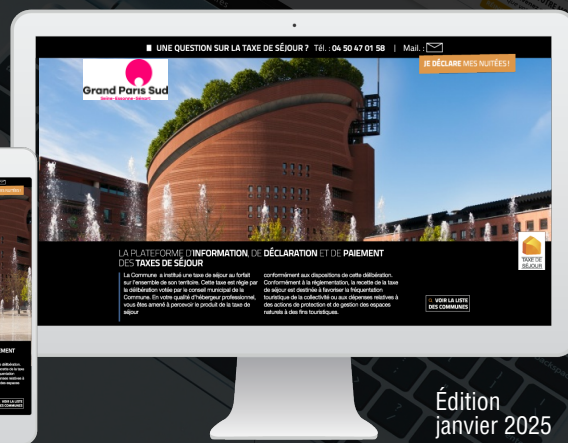 UNE QUESTION SUR LA TAXE DE SÉJOUR ? Tél. : 04 50 47 01 58 | Mail. :
JE DÉCLARE MES NUITÉES !
Grand Paris Sud
Seine-Essonne-Sénart
LA PLATEFORME D'INFORMATION, DE DÉCLARATION ET DE PAIEMENT
DES TAXES DE SÉJOUR
La Commune a institué une taxe de séjour au forfait
sur l'ensemble de son territoire. Cette taxe est régie par
la délibération votée par le conseil municipal de la
Commune. En votre qualité d'hébergeur professionnel,
vous êtes amené à percevoir le produit de la taxe de
séjour
conformément aux dispositions de cette délibération.
Conformément à la réglementation, la recette de la taxe
de séjour est destinée à favoriser la fréquentation
touristique de la collectivité ou aux dépenses relatives à
des actions de protection et de gestion des espaces
naturels à des fins touristiques.
TAXE DE
SÉJOUR
VOIR LA LISTE
DES COMMUNES
Édition
janvier 2025